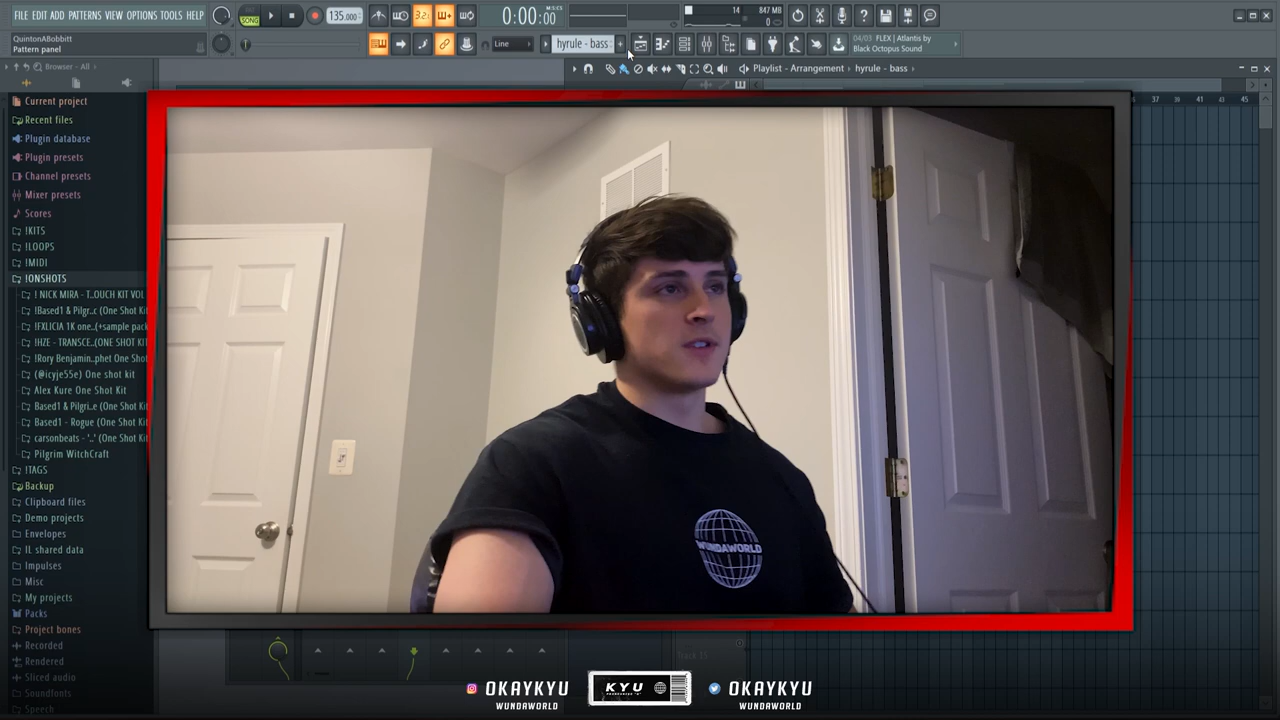 FILE EDIT ADD PATTERNS VIEW OPTIONS TOOLS HELP
SONG
135.000
3.2:
0:00:00
M:S:CS
14
847 MB
0
QuintonABobbitt
Pattern panel
Line
hyrule - bass
04/03 FLEX | Atlantis by
Black Octopus Sound
Browser - All
Playlist - Arrangement › hyrule - bass ›
37 39 41 43 45
Current project
Recent files
Plugin database
Plugin presets
Channel presets
Mixer presets
Scores
!KITS
!LOOPS
!MIDI
!ONSHOTS
! NICK MIRA - T..OUCH KIT VOL
!Based1 & Pilgr..c (One Shot Ki
!FXLICIA 1K one..(+sample pack
!HZE - TRANSCE..(ONE SHOT KIT
!Rory Benjamin..phet One Shot
(@icyje55e) One shot kit
Alex Kure One Shot Kit
Based1 & Pilgri..e (One Shot Kit
Based1 - Rogue (One Shot Kit
carsonbeats - '..' (One Shot Kit
Pilgrim WitchCraft
!TAGS
Backup
Clipboard files
Demo projects
Envelopes
IL shared data
Impulses
Misc
My projects
Packs
Project bones
Recorded
Rendered
Sliced audio
Soundfonts
Speech
WUNDAWORLD
Track 15
OKAYKYU
WUNDAWORLD
KYU
OKAYKYU
WUNDAWORLD